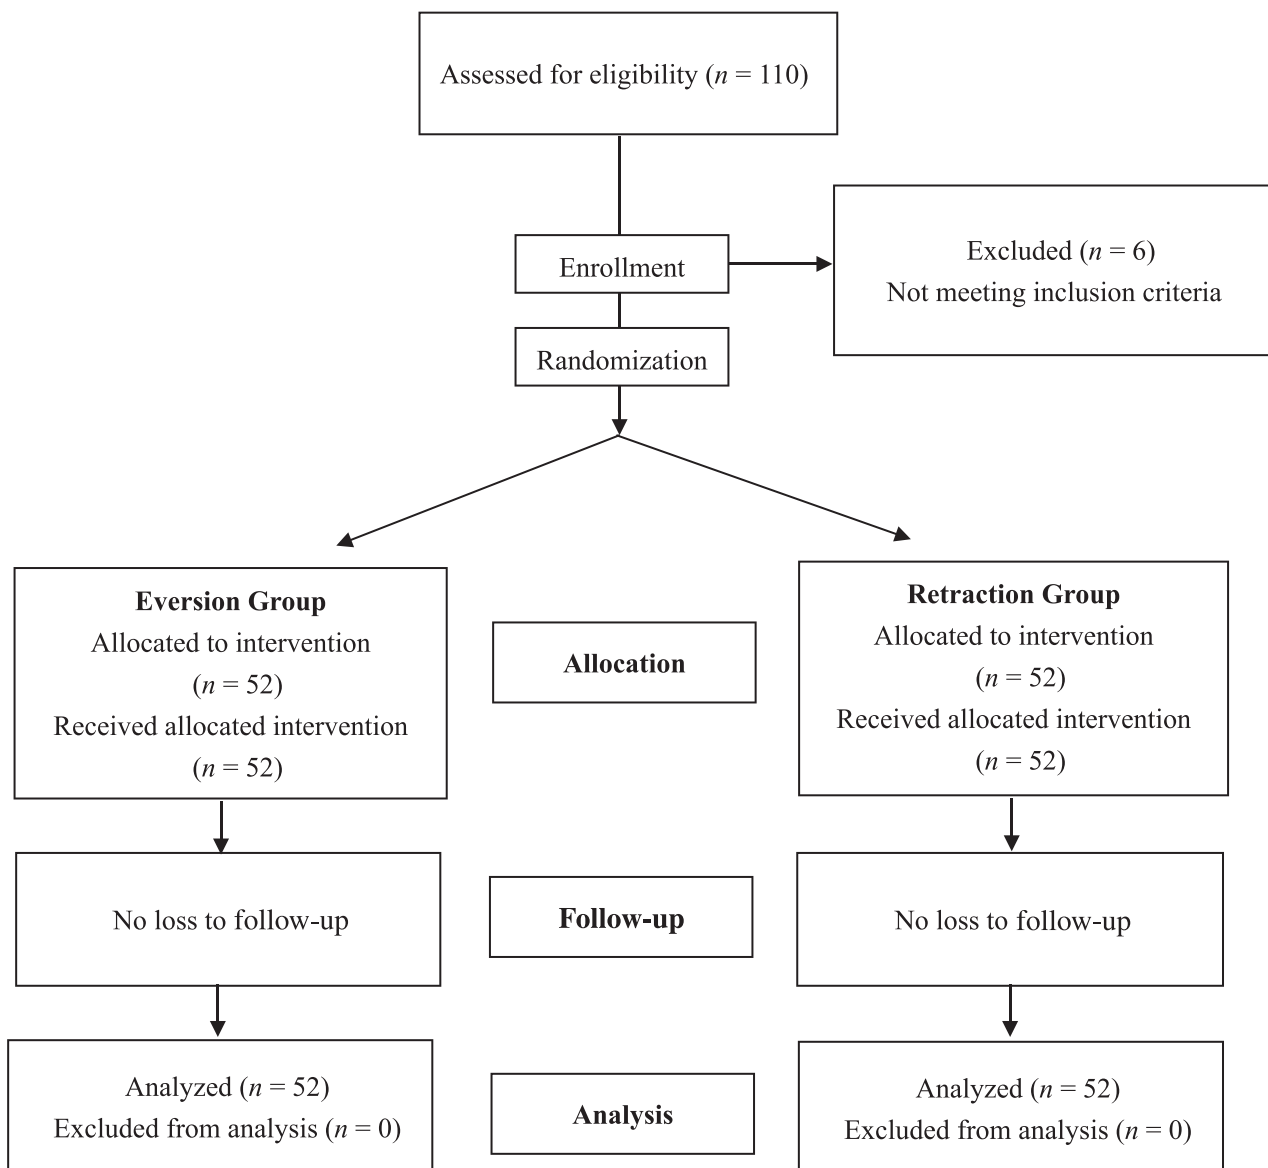 Assessed for eligibility (n = 110)
Enrollment
Excluded (n = 6)
Not meeting inclusion criteria
Randomization
Eversion Group
Allocated to intervention
(n = 52)
Received allocated intervention
(n = 52)
Allocation
Retraction Group
Allocated to intervention
(n = 52)
Received allocated intervention
(n = 52)
No loss to follow-up
Follow-up
No loss to follow-up
Analyzed (n = 52)
Excluded from analysis (n = 0)
Analysis
Analyzed (n = 52)
Excluded from analysis (n = 0)